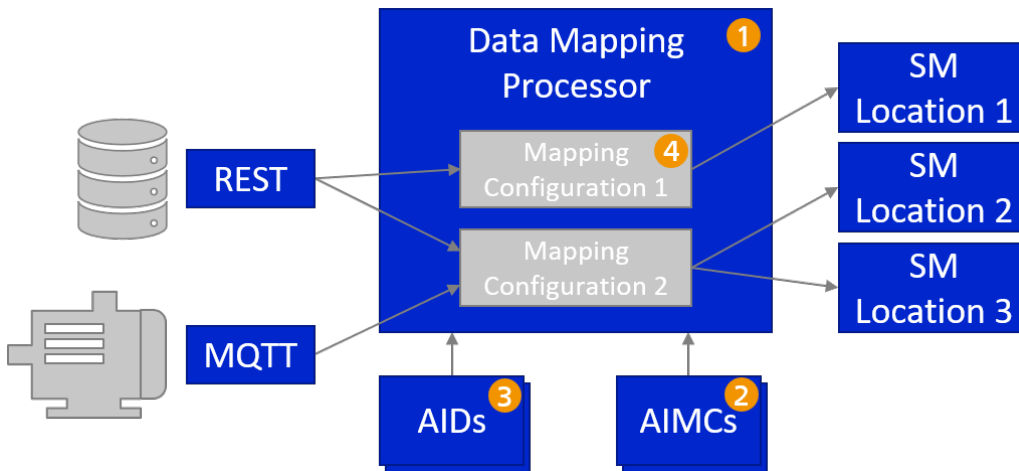 Data Mapping
Processor
1
REST
MQTT
Mapping
Configuration 1
4
Mapping
Configuration 2
SM
Location 1
SM
Location 2
SM
Location 3
AIDs
3
AIMCs
2